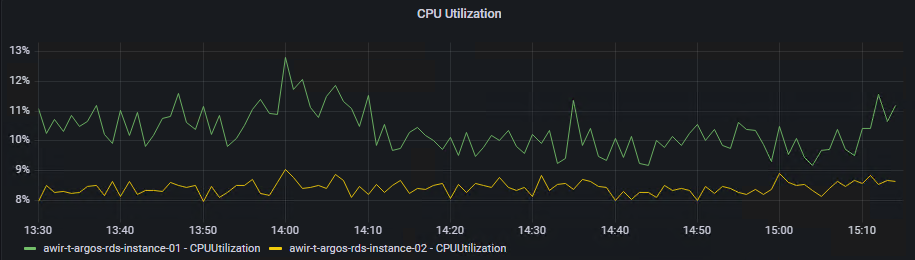 CPU Utilization
13%
12%
11%
10%
9%
8%
13:30 13:40 13:50 14:00 14:10 14:20 14:30 14:40 14:50 15:00 15:10
awir-t-argos-rds-instance-01 - CPUUtilization awir-t-argos-rds-instance-02 - CPUUtilization